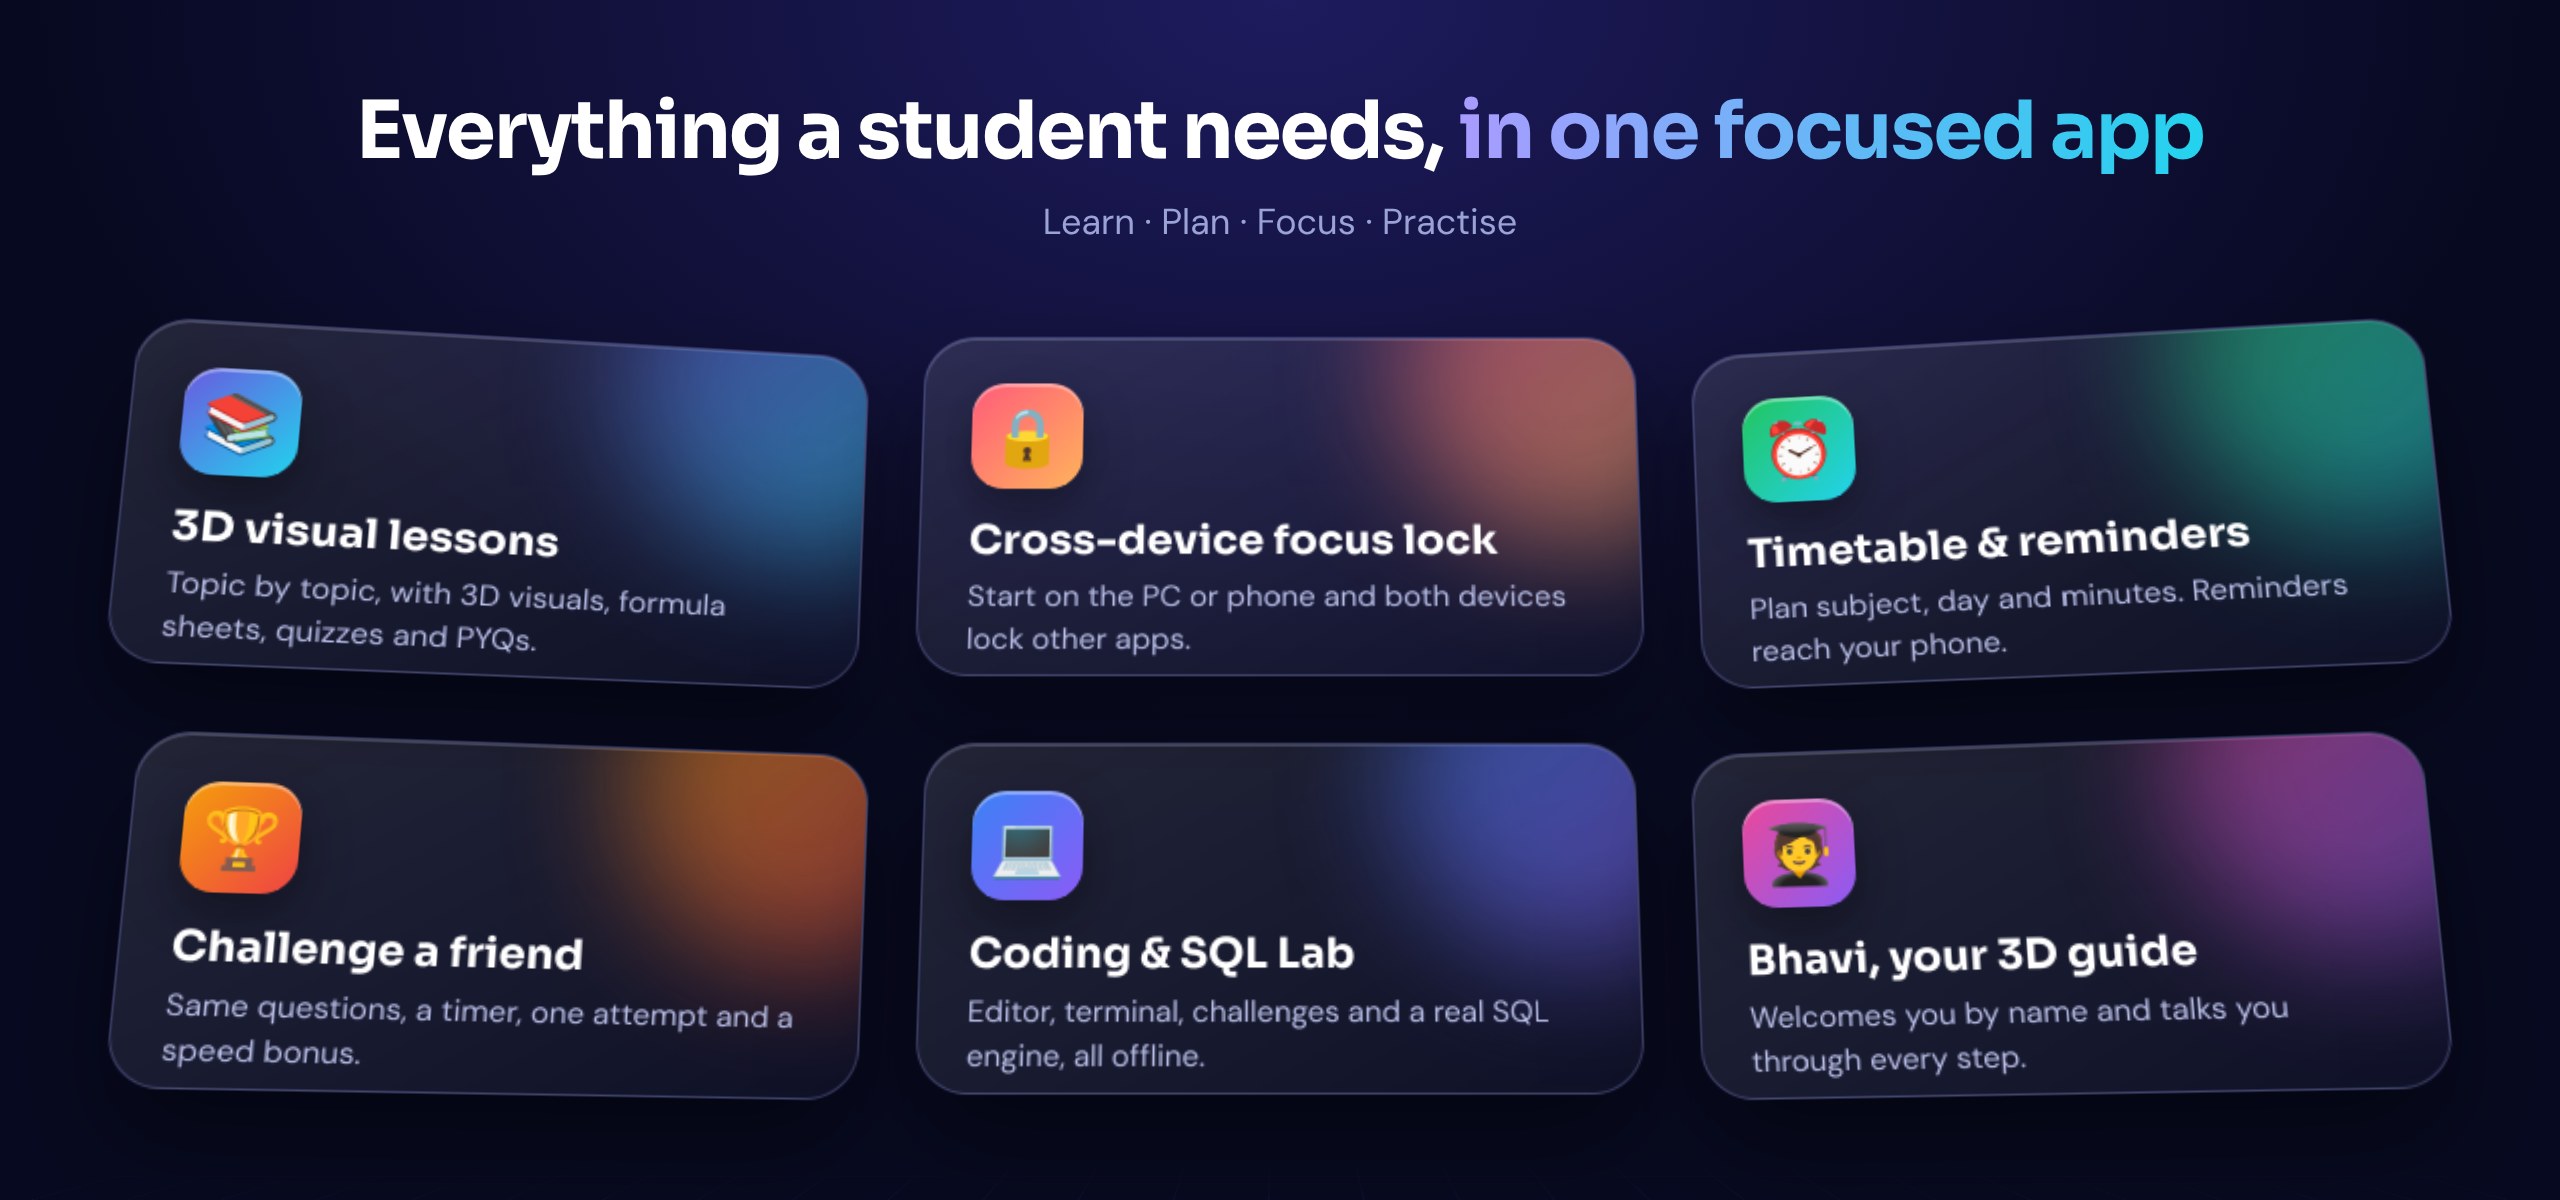 Everything a student needs, in one focused app
Learn · Plan · Focus · Practise
3D visual lessons
Topic by topic, with 3D visuals, formula
sheets, quizzes and PYQs.
Cross-device focus lock
Start on the PC or phone and both devices
lock other apps.
Timetable & reminders
Plan subject, day and minutes. Reminders
reach your phone.
Challenge a friend
Same questions, a timer, one attempt and a
speed bonus.
Coding & SQL Lab
Editor, terminal, challenges and a real SQL
engine, all offline.
Bhavi, your 3D guide
Welcomes you by name and talks you
through every step.